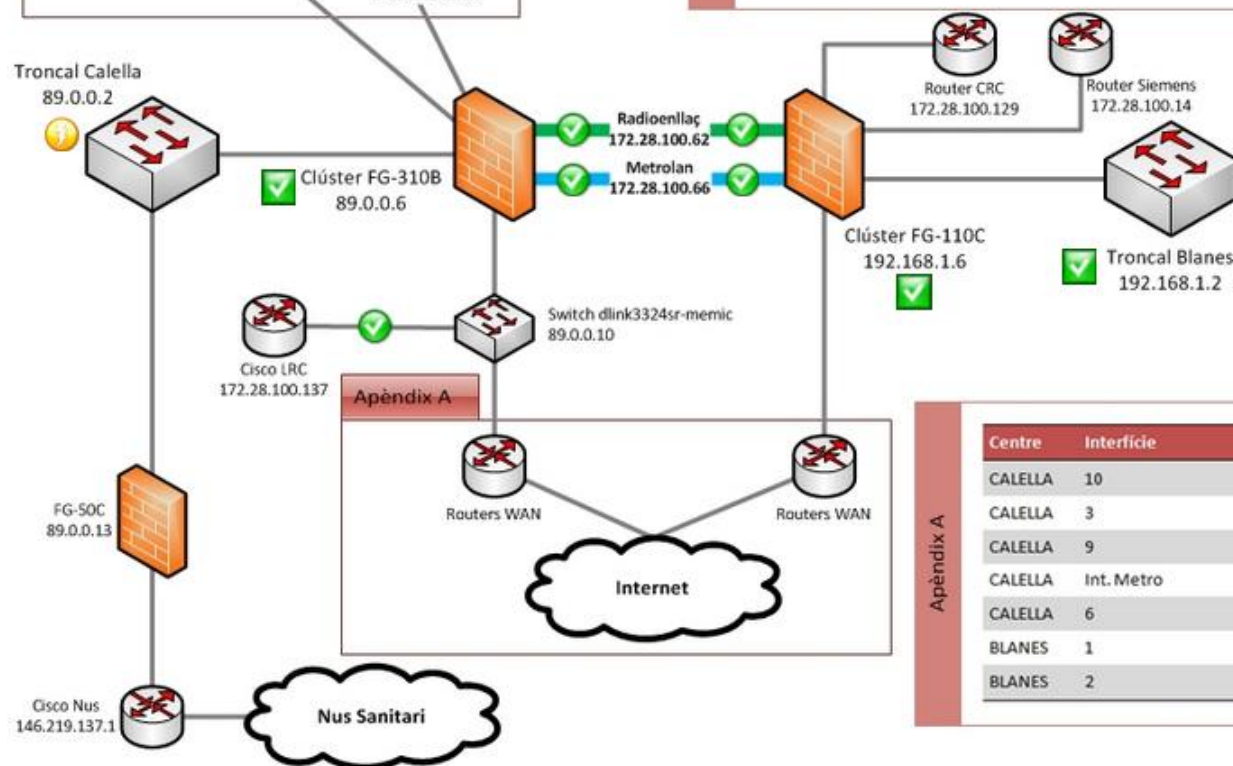 Troncal Calella
89.0.0.2
Clúster FG-310B
89.0.0.6
Radioenllaç
172.28.100.62
Metrolan
172.28.100.66
Router CRC
172.28.100.129
Router Siemens
172.28.100.14
Clúster FG-110C
192.168.1.6
Troncal Blanes
192.168.1.2
Switch dlink3324sr-memic
89.0.0.10
Cisco LRC
172.28.100.137
Apèndix A
Routers WAN
Routers WAN
Internet
FG-50C
89.0.0.13
Cisco Nus
146.219.137.1
Nus Sanitari
Apèndix A
Centre Interfície
CALELLA 10
CALELLA 3
CALELLA 9
CALELLA Int. Metro
CALELLA 6
BLANES 1
BLANES 2